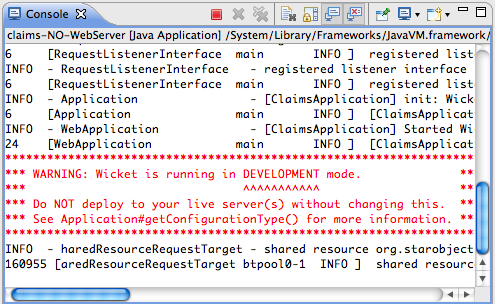 Console
claims-NO-WebServer [Java Application] /System/Library/Frameworks/JavaVM.framework/
6 [RequestListenerInterface main INFO ] registered list
INFO - RequestListenerInterface - registered listener interface
6 [RequestListenerInterface main INFO ] registered list
INFO - Application - [ClaimsApplication] init: Wick
6 [Application main INFO ] [ClaimsApplicat
INFO - WebApplication - [ClaimsApplication] Started Wi
24 [WebApplication main INFO ] [ClaimsApplicat
********************************************************************
*** WARNING: Wicket is running in DEVELOPMENT mode. **
*** ^^^^^^^^^^^ **
*** Do NOT deploy to your live server(s) without changing this. **
*** See Application#getConfigurationType() for more information. **
********************************************************************
INFO - haredResourceRequestTarget - shared resource org.starobject
160955 [aredResourceRequestTarget btpool0-1 INFO ] shared resourc